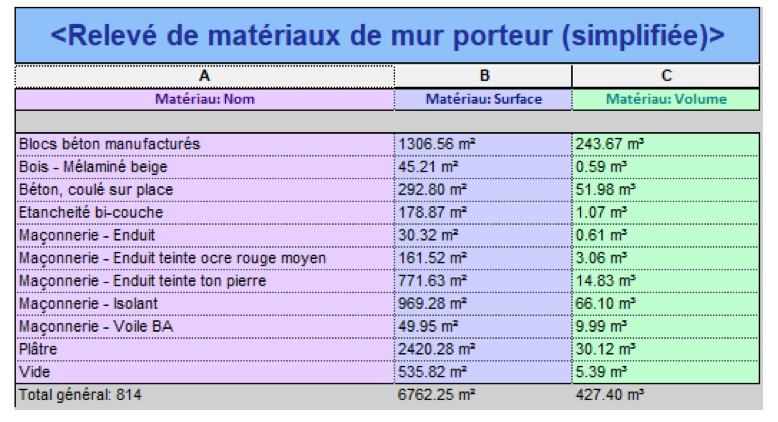 <Relevé de matériaux de mur porteur (simplifiée)>
A B C
Matériau: Nom Matériau: Surface Matériau: Volume
Blocs béton manufacturés 1306.56 m² 243.67 m³
Bois - Mélaminé beige 45.21 m² 0.59 m³
Béton, coulé sur place 292.80 m² 51.98 m³
Etancheité bi-couche 178.87 m² 1.07 m³
Maçonnerie - Enduit 30.32 m² 0.61 m³
Maçonnerie - Enduit teinte ocre rouge moyen 161.52 m² 3.06 m³
Maçonnerie - Enduit teinte ton pierre 771.63 m² 14.83 m³
Maçonnerie - Isolant 969.28 m² 66.10 m³
Maçonnerie - Voile BA 49.95 m² 9.99 m³
Plâtre 2420.28 m² 30.12 m³
Vide 535.82 m² 5.39 m³
Total général: 814 6762.25 m² 427.40 m³